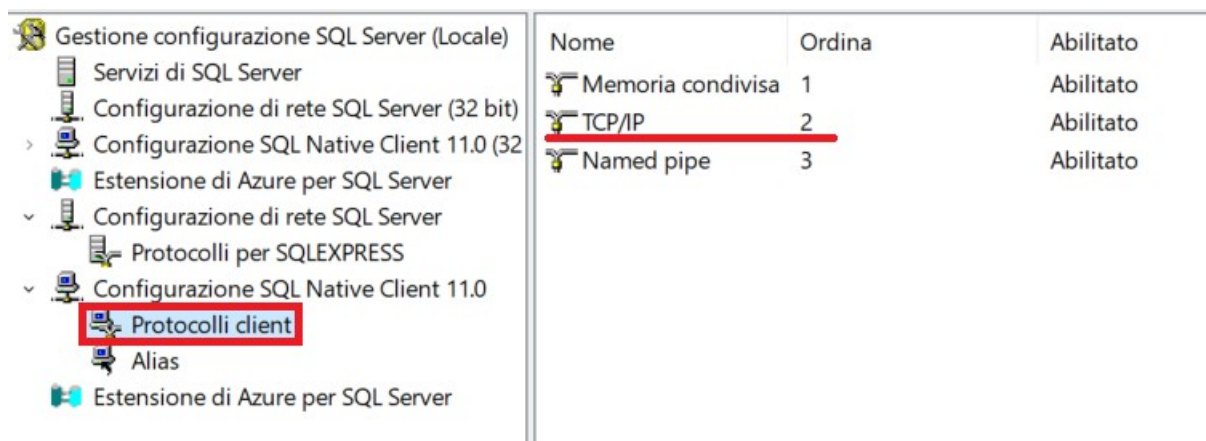 Gestione configurazione SQL Server (Locale)
Servizi di SQL Server
Configurazione di rete SQL Server (32 bit)
Configurazione SQL Native Client 11.0 (32
Estensione di Azure per SQL Server
Configurazione di rete SQL Server
Protocolli per SQLEXPRESS
Configurazione SQL Native Client 11.0
Protocolli client
Alias
Estensione di Azure per SQL Server
Nome Ordina Abilitato
Memoria condivisa 1 Abilitato
TCP/IP 2 Abilitato
Named pipe 3 Abilitato